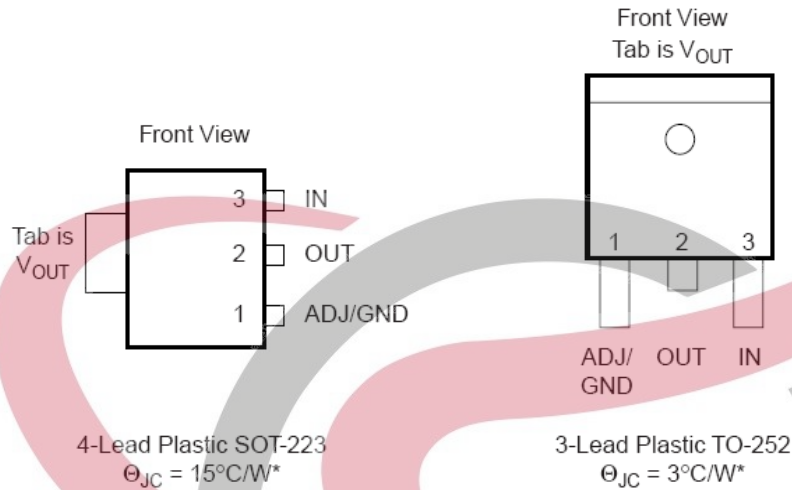 Front View
Tab is VOUT
3 IN
2 OUT
1 ADJ/GND
4-Lead Plastic SOT-223
ΘJC = 15°C/W*
Front View
Tab is VOUT
1 2 3
ADJ/GND OUT IN
3-Lead Plastic TO-252
ΘJC = 3°C/W*